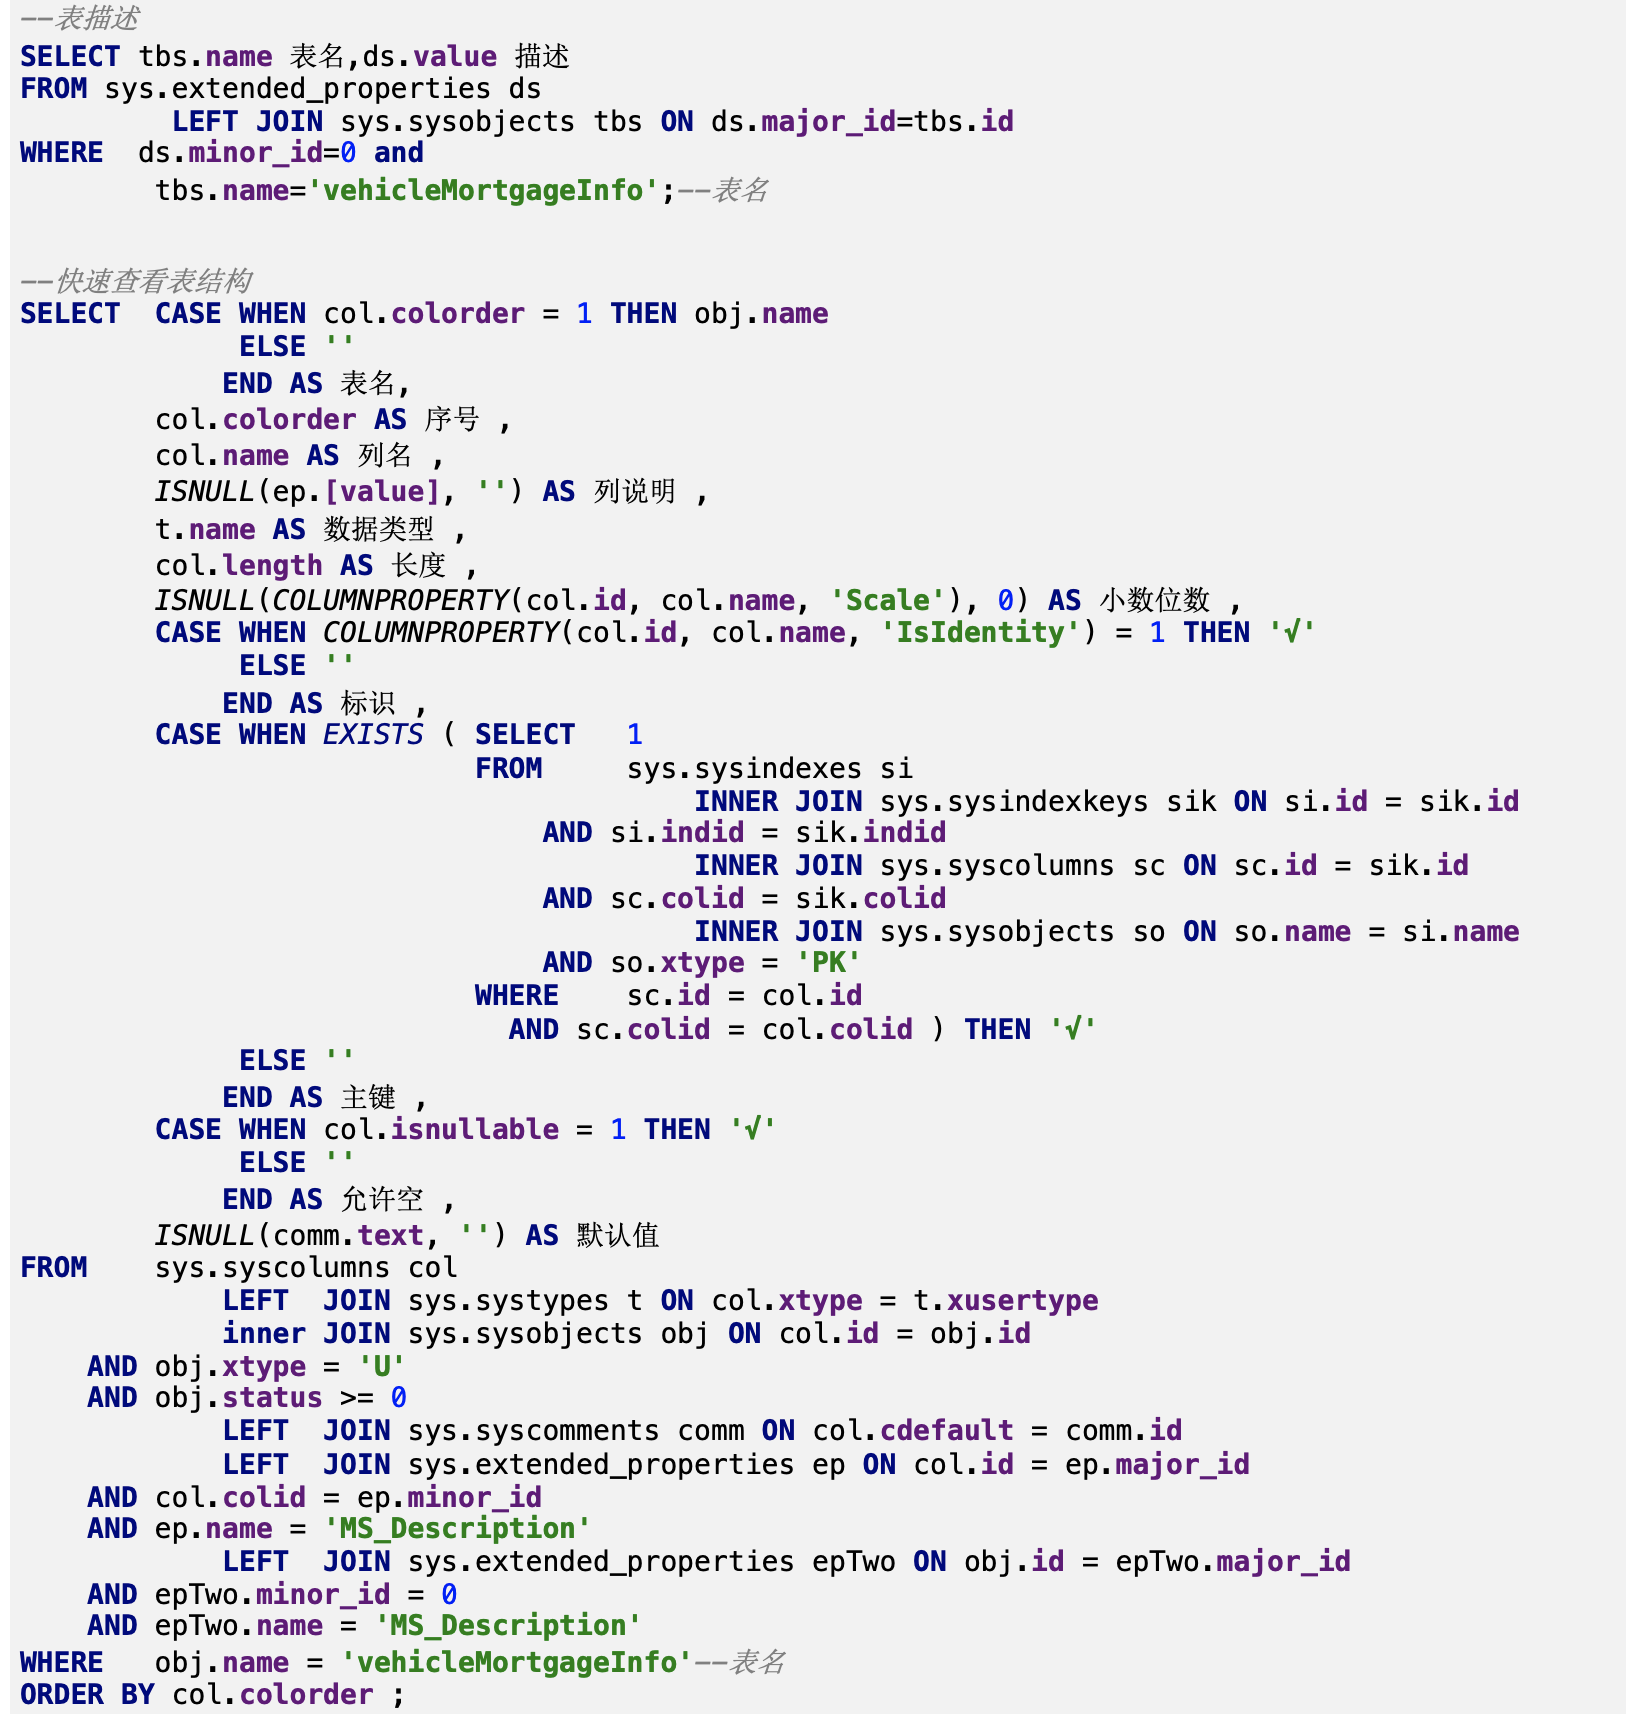 --表描述
SELECT tbs.name 表名,ds.value 描述
FROM sys.extended_properties ds
         LEFT JOIN sys.sysobjects tbs ON ds.major_id=tbs.id
WHERE  ds.minor_id=0 and
        tbs.name='vehicleMortgageInfo';--表名
--快速查看表结构
SELECT  CASE WHEN col.colorder = 1 THEN obj.name
             ELSE ''
            END AS 表名,
        col.colorder AS 序号 ,
        col.name AS 列名 ,
        ISNULL(ep.[value], '') AS 列说明 ,
        t.name AS 数据类型 ,
        col.length AS 长度 ,
        ISNULL(COLUMNPROPERTY(col.id, col.name, 'Scale'), 0) AS 小数位数 ,
        CASE WHEN COLUMNPROPERTY(col.id, col.name, 'IsIdentity') = 1 THEN '√'
             ELSE ''
            END AS 标识 ,
        CASE WHEN EXISTS ( SELECT   1
                           FROM     sys.sysindexes si
                                        INNER JOIN sys.sysindexkeys sik ON si.id = sik.id
                               AND si.indid = sik.indid
                                        INNER JOIN sys.syscolumns sc ON sc.id = sik.id
                               AND sc.colid = sik.colid
                                        INNER JOIN sys.sysobjects so ON so.name = si.name
                               AND so.xtype = 'PK'
                           WHERE    sc.id = col.id
                             AND sc.colid = col.colid ) THEN '√'
             ELSE ''
            END AS 主键 ,
        CASE WHEN col.isnullable = 1 THEN '√'
             ELSE ''
            END AS 允许空 ,
        ISNULL(comm.text, '') AS 默认值
FROM    sys.syscolumns col
            LEFT  JOIN sys.systypes t ON col.xtype = t.xusertype
            inner JOIN sys.sysobjects obj ON col.id = obj.id
    AND obj.xtype = 'U'
    AND obj.status >= 0
            LEFT  JOIN sys.syscomments comm ON col.cdefault = comm.id
            LEFT  JOIN sys.extended_properties ep ON col.id = ep.major_id
    AND col.colid = ep.minor_id
    AND ep.name = 'MS_Description'
            LEFT  JOIN sys.extended_properties epTwo ON obj.id = epTwo.major_id
    AND epTwo.minor_id = 0
    AND epTwo.name = 'MS_Description'
WHERE   obj.name = 'vehicleMortgageInfo'--表名
ORDER BY col.colorder ;